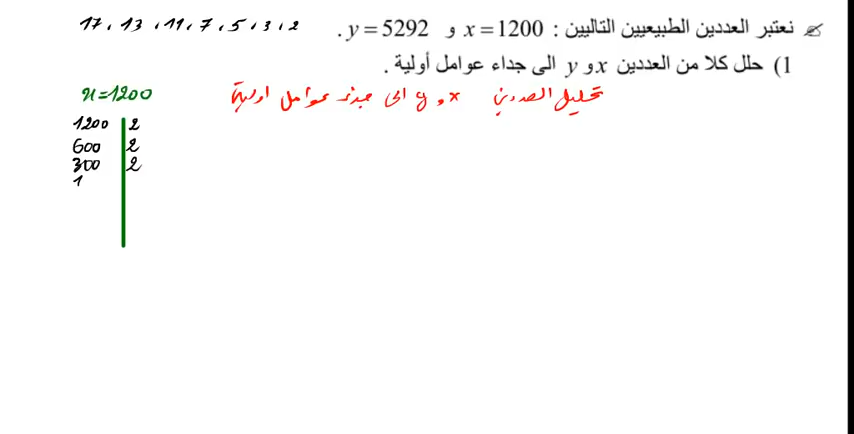 نعتبر العددين الطبيعيين التاليين : x = 1200 و y = 5292 .
17 ، 13 ، 11 ، 7 ، 5 ، 3 ، 2
1) حلل كلا من العددين x و y الى جداء عوامل أولية .
تحليل العددين x و y الى جداء عوامل اولية
x=1200
1200 2
600 2
300 2
1